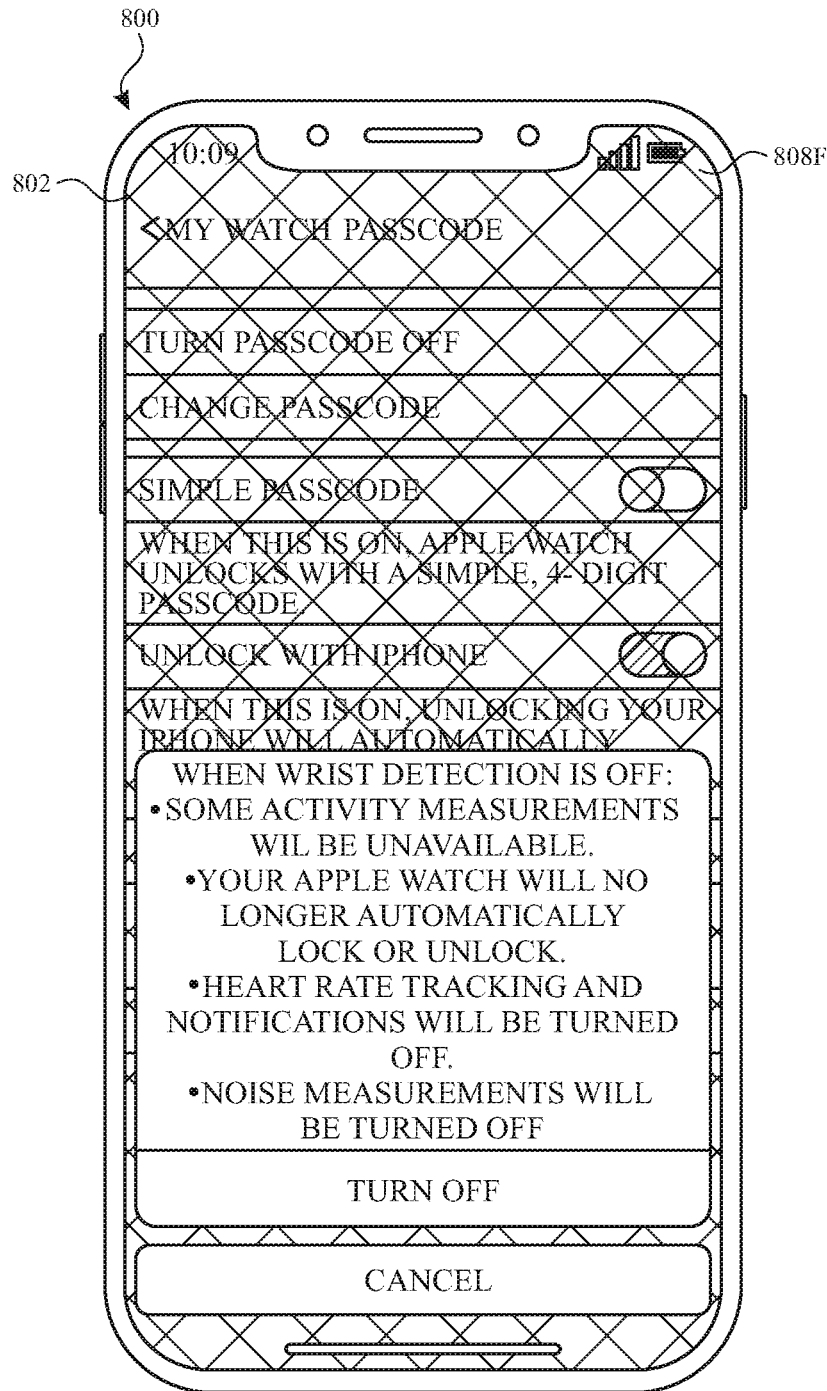 800
808F
802
10:09
<MY WATCH PASSCODE
TURN PASSCODE OFF
CHANGE PASSCODE
SIMPLE PASSCODE
WHEN THIS IS ON, APPLE WATCH
UNLOCKS WITH A SIMPLE, 4- DIGIT
PASSCODE.
UNLOCK WITH IPHONE
WHEN THIS IS ON, UNLOCKING YOUR
IPHONE WILL AUTOMATICALLY
WHEN WRIST DETECTION IS OFF:
•SOME ACTIVITY MEASUREMENTS
WIL BE UNAVAILABLE.
•YOUR APPLE WATCH WILL NO
LONGER AUTOMATICALLY
LOCK OR UNLOCK.
•HEART RATE TRACKING AND
NOTIFICATIONS WILL BE TURNED
OFF.
•NOISE MEASUREMENTS WILL
BE TURNED OFF
TURN OFF
CANCEL